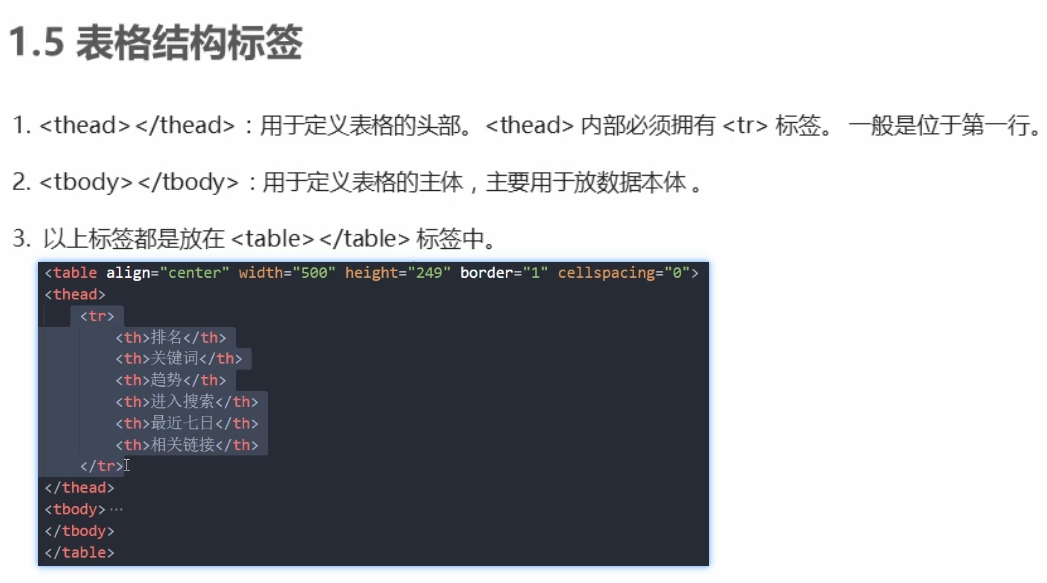 1.5 表格结构标签
1. <thead></thead>：用于定义表格的头部。<thead> 内部必须拥有 <tr> 标签。 一般是位于第一行。
2. <tbody></tbody>：用于定义表格的主体，主要用于放数据本体 。
3. 以上标签都是放在 <table></table> 标签中。
<table align="center" width="500" height="249" border="1" cellspacing="0">
<thead>
<tr>
<th>排名</th>
<th>关键词</th>
<th>趋势</th>
<th>进入搜索</th>
<th>最近七日</th>
<th>相关链接</th>
</tr>
</thead>
<tbody>···
</tbody>
</table>